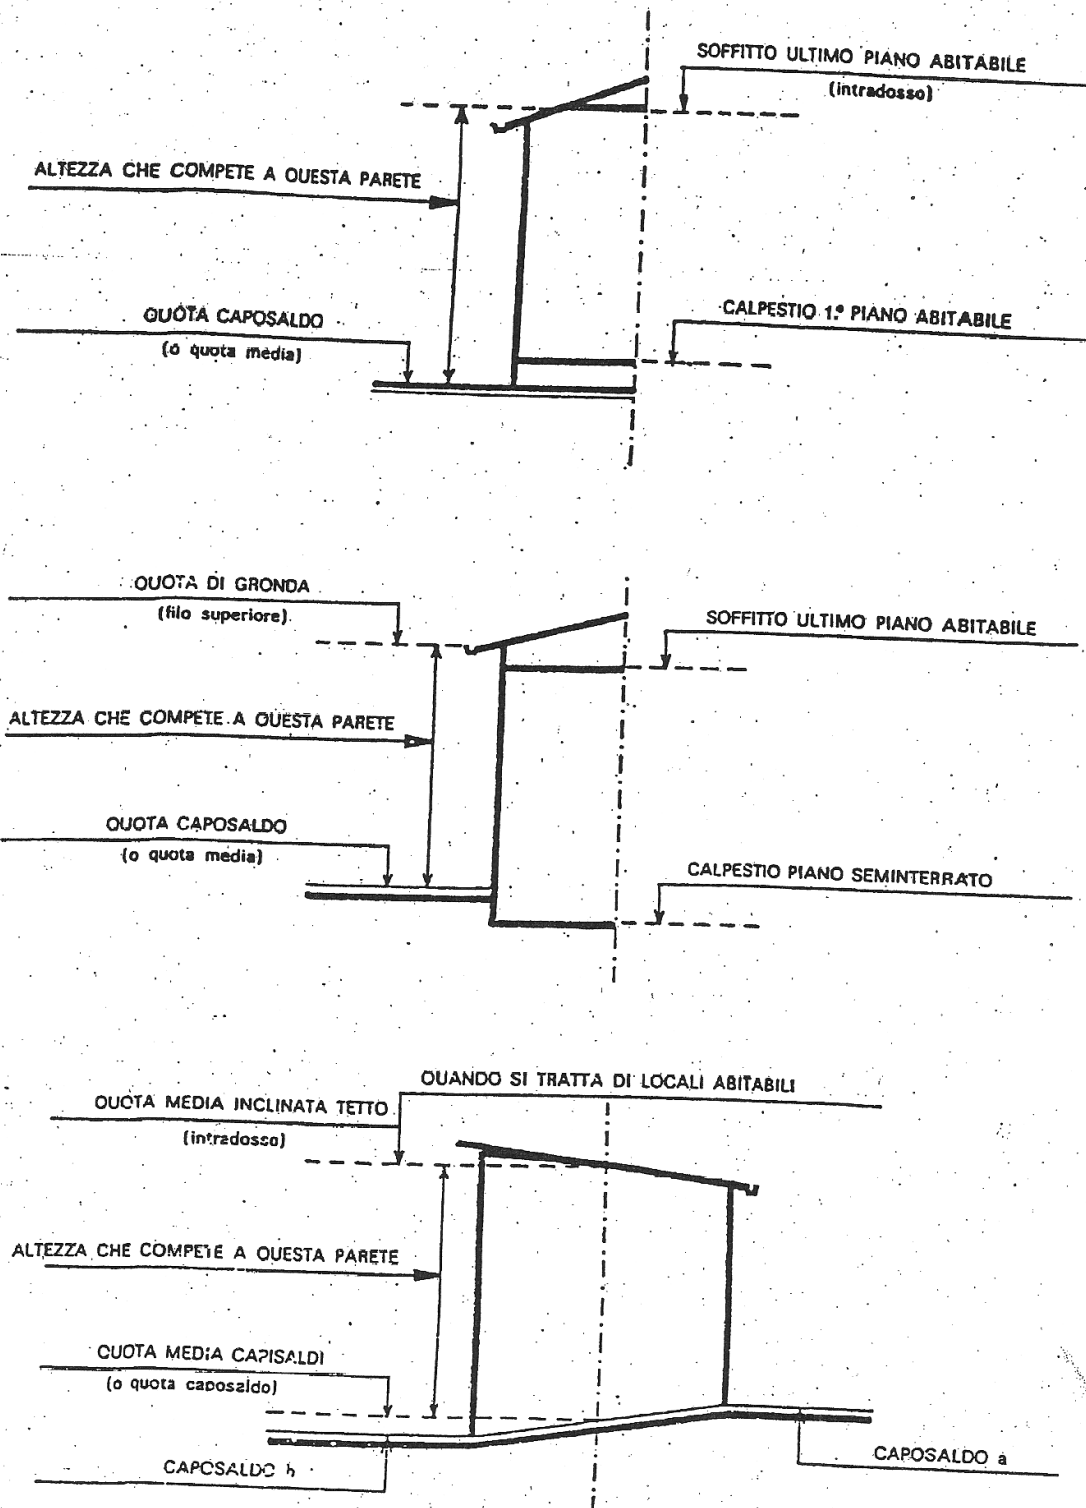 SOFFITTO ULTIMO PIANO ABITABILE
(intradosso)
ALTEZZA CHE COMPETE A QUESTA PARETE
QUOTA CAPOSALDO
(o quota media)
CALPESTIO 1.º PIANO ABITABILE
QUOTA DI GRONDA
(filo superiore)
SOFFITTO ULTIMO PIANO ABITABILE
ALTEZZA CHE COMPETE A QUESTA PARETE
QUOTA CAPOSALDO
(o quota media)
CALPESTIO PIANO SEMINTERRATO
QUANDO SI TRATTA DI LOCALI ABITABILI
QUOTA MEDIA INCLINATA TETTO
(intradosso)
ALTEZZA CHE COMPETE A QUESTA PARETE
QUOTA MEDIA CAPISALDI
(o quota caposaldo)
CAPOSALDO a
CAPOSALDO b